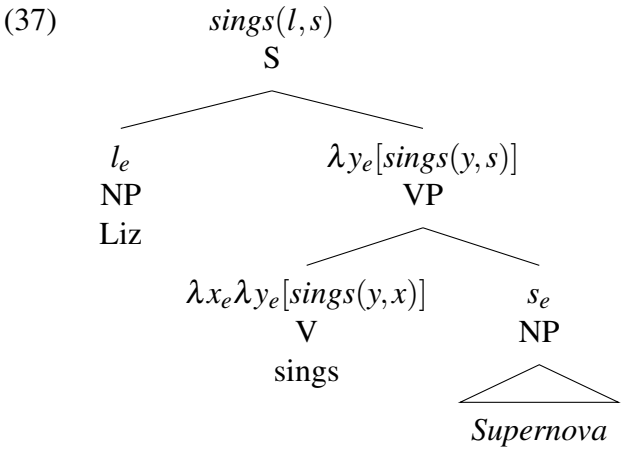 (37) sings(l, s)
S
l_e λy_e[sings(y, s)]
NP VP
Liz
λx_eλy_e[sings(y, x)] s_e
V NP
sings
Supernova